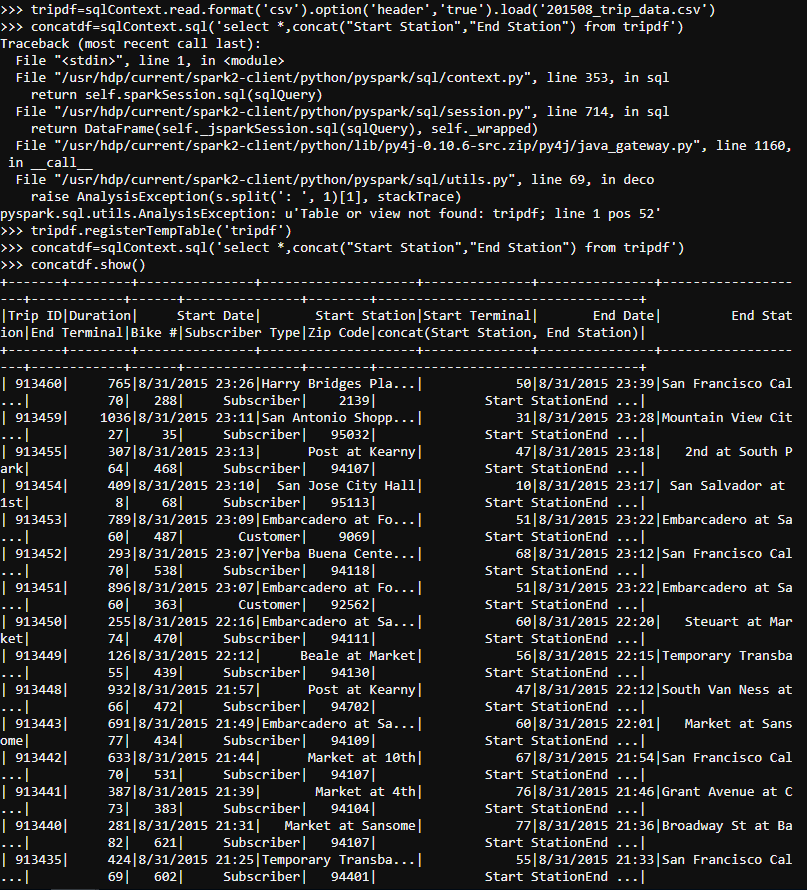 >>> tripdf=sqlContext.read.format('csv').option('header','true').load('201508_trip_data.csv')
>>> concatdf=sqlContext.sql('select *,concat("Start Station","End Station") from tripdf')
Traceback (most recent call last):
  File "<stdin>", line 1, in <module>
  File "/usr/hdp/current/spark2-client/python/pyspark/sql/context.py", line 353, in sql
    return self.sparkSession.sql(sqlQuery)
  File "/usr/hdp/current/spark2-client/python/pyspark/sql/session.py", line 714, in sql
    return DataFrame(self._jsparkSession.sql(sqlQuery), self._wrapped)
  File "/usr/hdp/current/spark2-client/python/lib/py4j-0.10.6-src.zip/py4j/java_gateway.py", line 1160,
 in __call__
  File "/usr/hdp/current/spark2-client/python/pyspark/sql/utils.py", line 69, in deco
    raise AnalysisException(s.split(': ', 1)[1], stackTrace)
pyspark.sql.utils.AnalysisException: u'Table or view not found: tripdf; line 1 pos 52'
>>> tripdf.registerTempTable('tripdf')
>>> concatdf=sqlContext.sql('select *,concat("Start Station","End Station") from tripdf')
>>> concatdf.show()
+-------+--------+---------------+--------------------+--------------+---------------+-----------------
---+------------+------+---------------+--------+----------------------------------+
|Trip ID|Duration|     Start Date|       Start Station|Start Terminal|       End Date|         End Stat
ion|End Terminal|Bike #|Subscriber Type|Zip Code|concat(Start Station, End Station)|
+-------+--------+---------------+--------------------+--------------+---------------+-----------------
---+------------+------+---------------+--------+----------------------------------+
| 913460|     765|8/31/2015 23:26|Harry Bridges Pla...|            50|8/31/2015 23:39|San Francisco Cal
...|          70|   288|     Subscriber|    2139|              Start StationEnd ...|
| 913459|    1036|8/31/2015 23:11|San Antonio Shopp...|            31|8/31/2015 23:28|Mountain View Cit
...|          27|    35|     Subscriber|   95032|              Start StationEnd ...|
| 913455|     307|8/31/2015 23:13|      Post at Kearny|            47|8/31/2015 23:18|   2nd at South P
ark|          64|   468|     Subscriber|   94107|              Start StationEnd ...|
| 913454|     409|8/31/2015 23:10|  San Jose City Hall|            10|8/31/2015 23:17| San Salvador at 
1st|           8|    68|     Subscriber|   95113|              Start StationEnd ...|
| 913453|     789|8/31/2015 23:09|Embarcadero at Fo...|            51|8/31/2015 23:22|Embarcadero at Sa
...|          60|   487|       Customer|    9069|              Start StationEnd ...|
| 913452|     293|8/31/2015 23:07|Yerba Buena Cente...|            68|8/31/2015 23:12|San Francisco Cal
...|          70|   538|     Subscriber|   94118|              Start StationEnd ...|
| 913451|     896|8/31/2015 23:07|Embarcadero at Fo...|            51|8/31/2015 23:22|Embarcadero at Sa
...|          60|   363|       Customer|   92562|              Start StationEnd ...|
| 913450|     255|8/31/2015 22:16|Embarcadero at Sa...|            60|8/31/2015 22:20|   Steuart at Mar
ket|          74|   470|     Subscriber|   94111|              Start StationEnd ...|
| 913449|     126|8/31/2015 22:12|     Beale at Market|            56|8/31/2015 22:15|Temporary Transba
...|          55|   439|     Subscriber|   94130|              Start StationEnd ...|
| 913448|     932|8/31/2015 21:57|      Post at Kearny|            47|8/31/2015 22:12|South Van Ness at
...|          66|   472|     Subscriber|   94702|              Start StationEnd ...|
| 913443|     691|8/31/2015 21:49|Embarcadero at Sa...|            60|8/31/2015 22:01|   Market at Sans
ome|          77|   434|     Subscriber|   94109|              Start StationEnd ...|
| 913442|     633|8/31/2015 21:44|      Market at 10th|            67|8/31/2015 21:54|San Francisco Cal
...|          70|   531|     Subscriber|   94107|              Start StationEnd ...|
| 913441|     387|8/31/2015 21:39|       Market at 4th|            76|8/31/2015 21:46|Grant Avenue at C
...|          73|   383|     Subscriber|   94104|              Start StationEnd ...|
| 913440|     281|8/31/2015 21:31|   Market at Sansome|            77|8/31/2015 21:36|Broadway St at Ba
...|          82|   621|     Subscriber|   94107|              Start StationEnd ...|
| 913435|     424|8/31/2015 21:25|Temporary Transba...|            55|8/31/2015 21:33|San Francisco Cal
...|          69|   602|     Subscriber|   94401|              Start StationEnd ...|